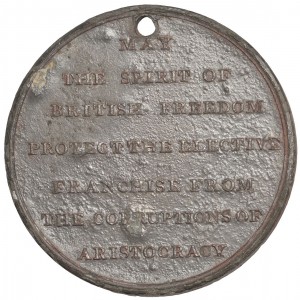 MAY
THE SPIRIT OF
BRITISH FREEDOM
PROTECT THE ELECTIVE
FRANCHISE FROM
THE CORRUPTIONS OF
ARISTOCRACY